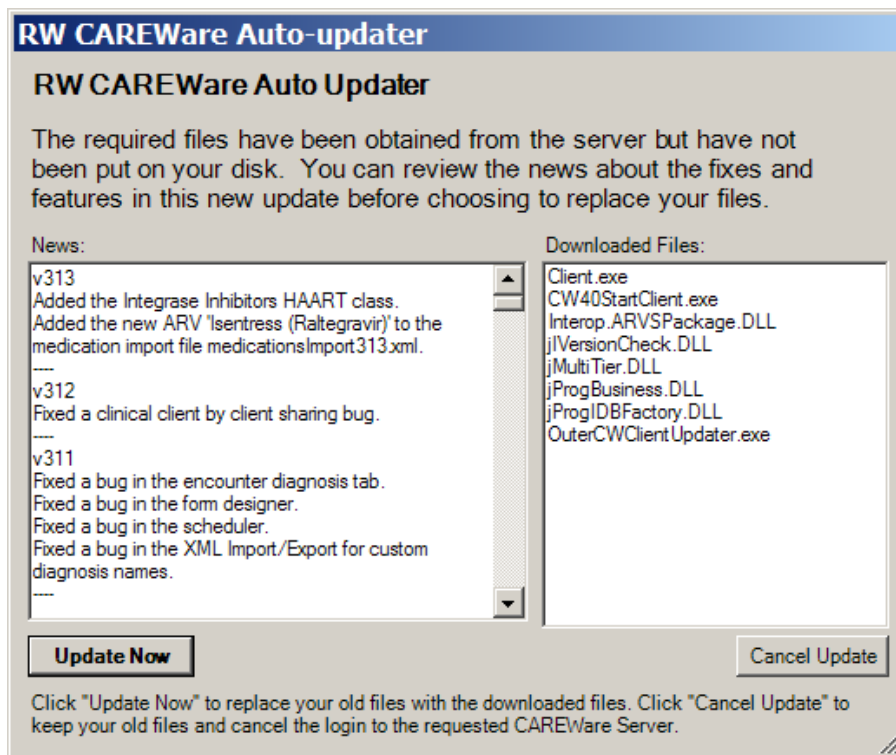 RW CAREWare Auto-updater
RW CAREWare Auto Updater
The required files have been obtained from the server but have not
been put on your disk.  You can review the news about the fixes and
features in this new update before choosing to replace your files.
News:
v313
Added the Integrase Inhibitors HAART class.
Added the new ARV 'Isentress (Raltegravir)' to the
medication import file medicationsImport313.xml.
----
v312
Fixed a clinical client by client sharing bug.
----
v311
Fixed a bug in the encounter diagnosis tab.
Fixed a bug in the form designer.
Fixed a bug in the scheduler.
Fixed a bug in the XML Import/Export for custom
diagnosis names.
----
Downloaded Files:
Client.exe
CW40StartClient.exe
Interop.ARVSPackage.DLL
jIVersionCheck.DLL
jMultiTier.DLL
jProgBusiness.DLL
jProgIDBFactory.DLL
OuterCWClientUpdater.exe
Update Now
Cancel Update
Click "Update Now" to replace your old files with the downloaded files. Click "Cancel Update" to
keep your old files and cancel the login to the requested CAREWare Server.